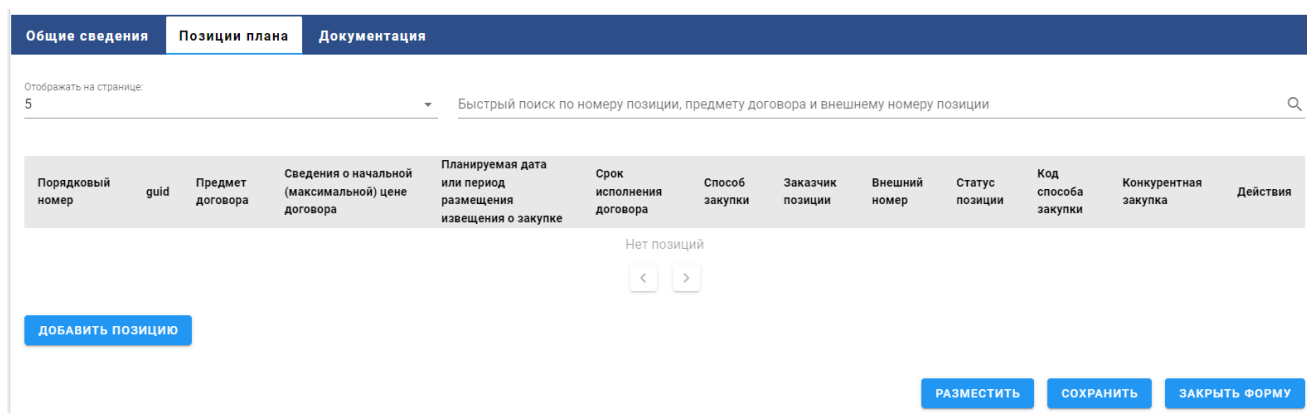 Общие сведения Позиции плана Документация
Отображать на странице:
5
Быстрый поиск по номеру позиции, предмету договора и внешнему номеру позиции
Порядковый номер
guid
Предмет договора
Сведения о начальной (максимальной) цене договора
Планируемая дата или период размещения извещения о закупке
Срок исполнения договора
Способ закупки
Заказчик позиции
Внешний номер
Статус позиции
Код способа закупки
Конкурентная закупка
Действия
Нет позиций
ДОБАВИТЬ ПОЗИЦИЮ
РАЗМЕСТИТЬ СОХРАНИТЬ ЗАКРЫТЬ ФОРМУ